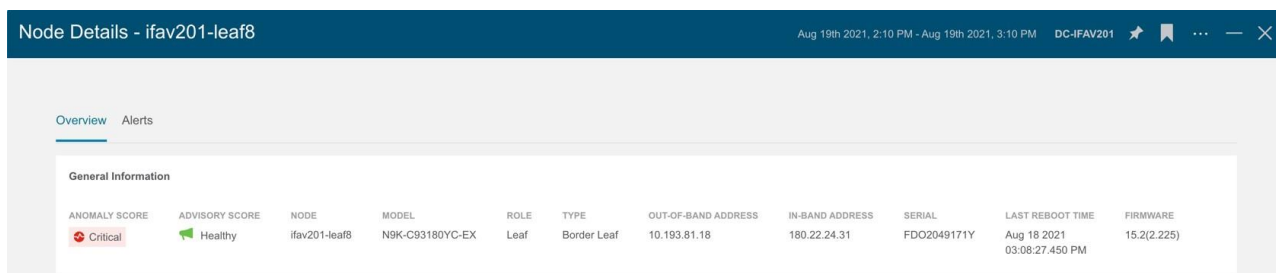 Node Details - ifav201-leaf8
Aug 19th 2021, 2:10 PM - Aug 19th 2021, 3:10 PM DC-IFAV201
Overview Alerts
General Information
ANOMALY SCORE ADVISORY SCORE NODE MODEL ROLE TYPE OUT-OF-BAND ADDRESS IN-BAND ADDRESS SERIAL LAST REBOOT TIME FIRMWARE
Critical Healthy ifav201-leaf8 N9K-C93180YC-EX Leaf Border Leaf 10.193.81.18 180.22.24.31 FDO2049171Y Aug 18 2021 15.2(2.225)
03:08:27.450 PM